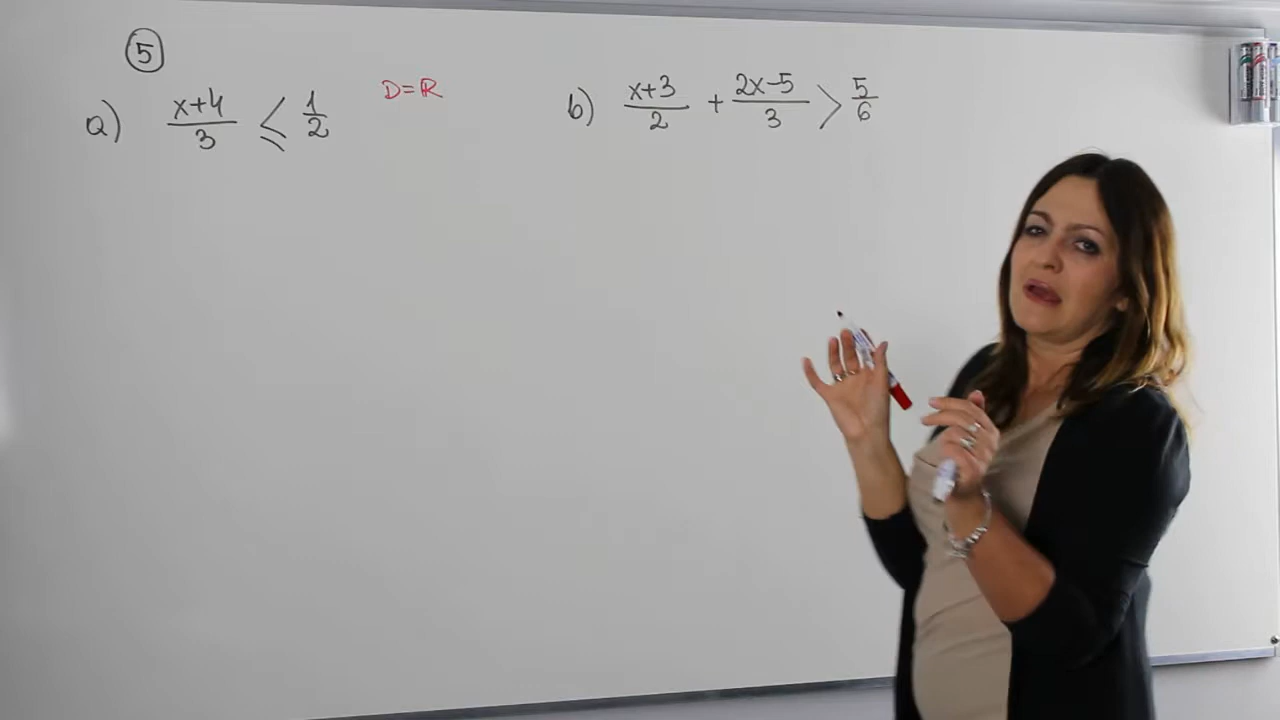 5
a) x+4/3 ≤ 1/2 D=ℝ
b) x+3/2 + 2x-5/3 > 5/6